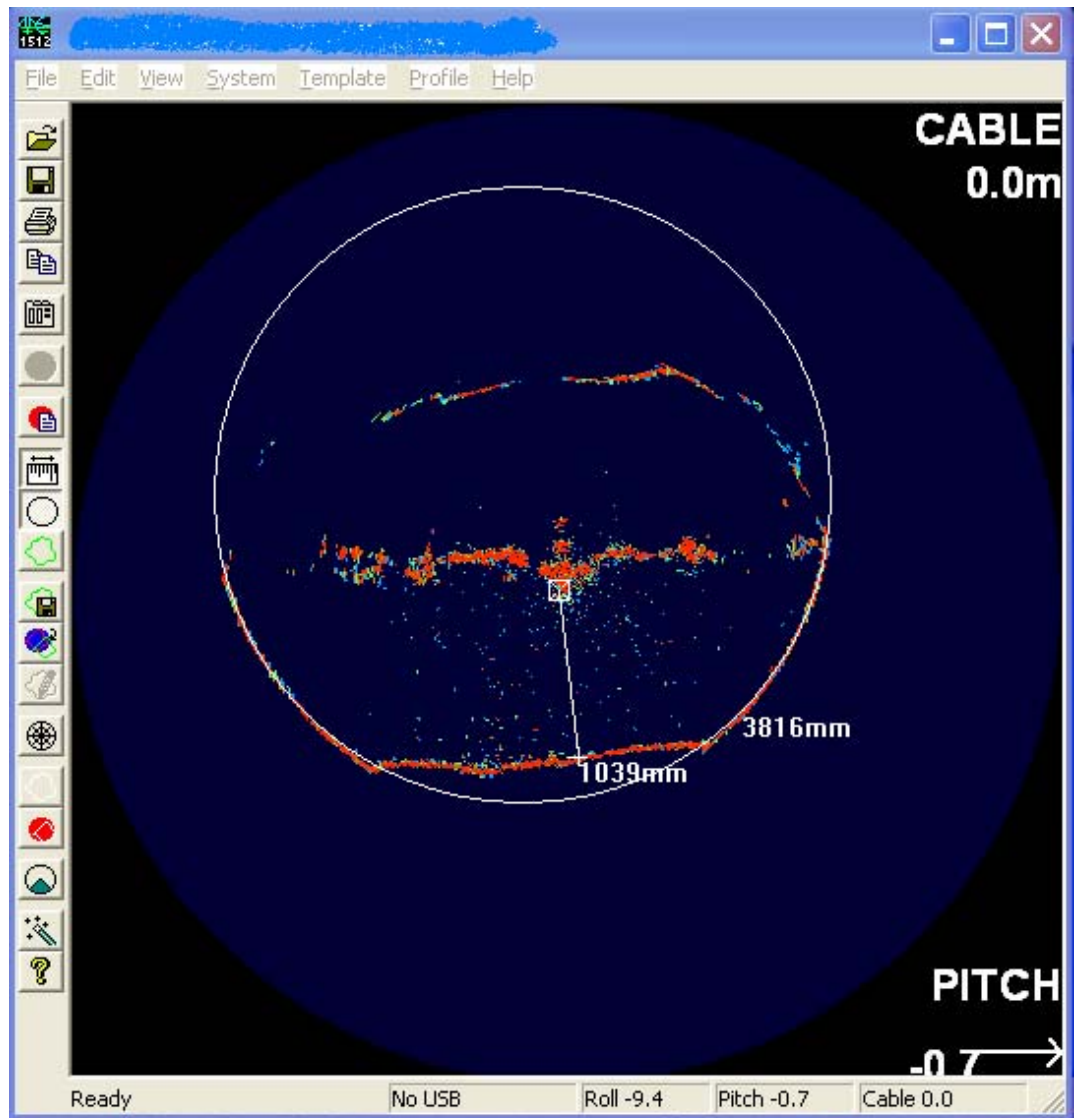 1512
File Edit View System Template Profile Help
CABLE
0.0m
3816mm
1039mm
PITCH
-0.7
Ready No USB Roll -9.4 Pitch -0.7 Cable 0.0